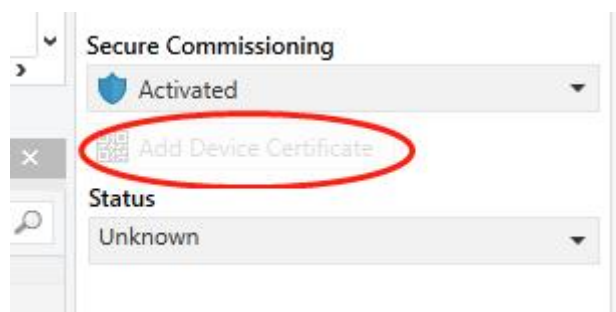 Secure Commissioning
Activated
Add Device Certificate
Status
Unknown